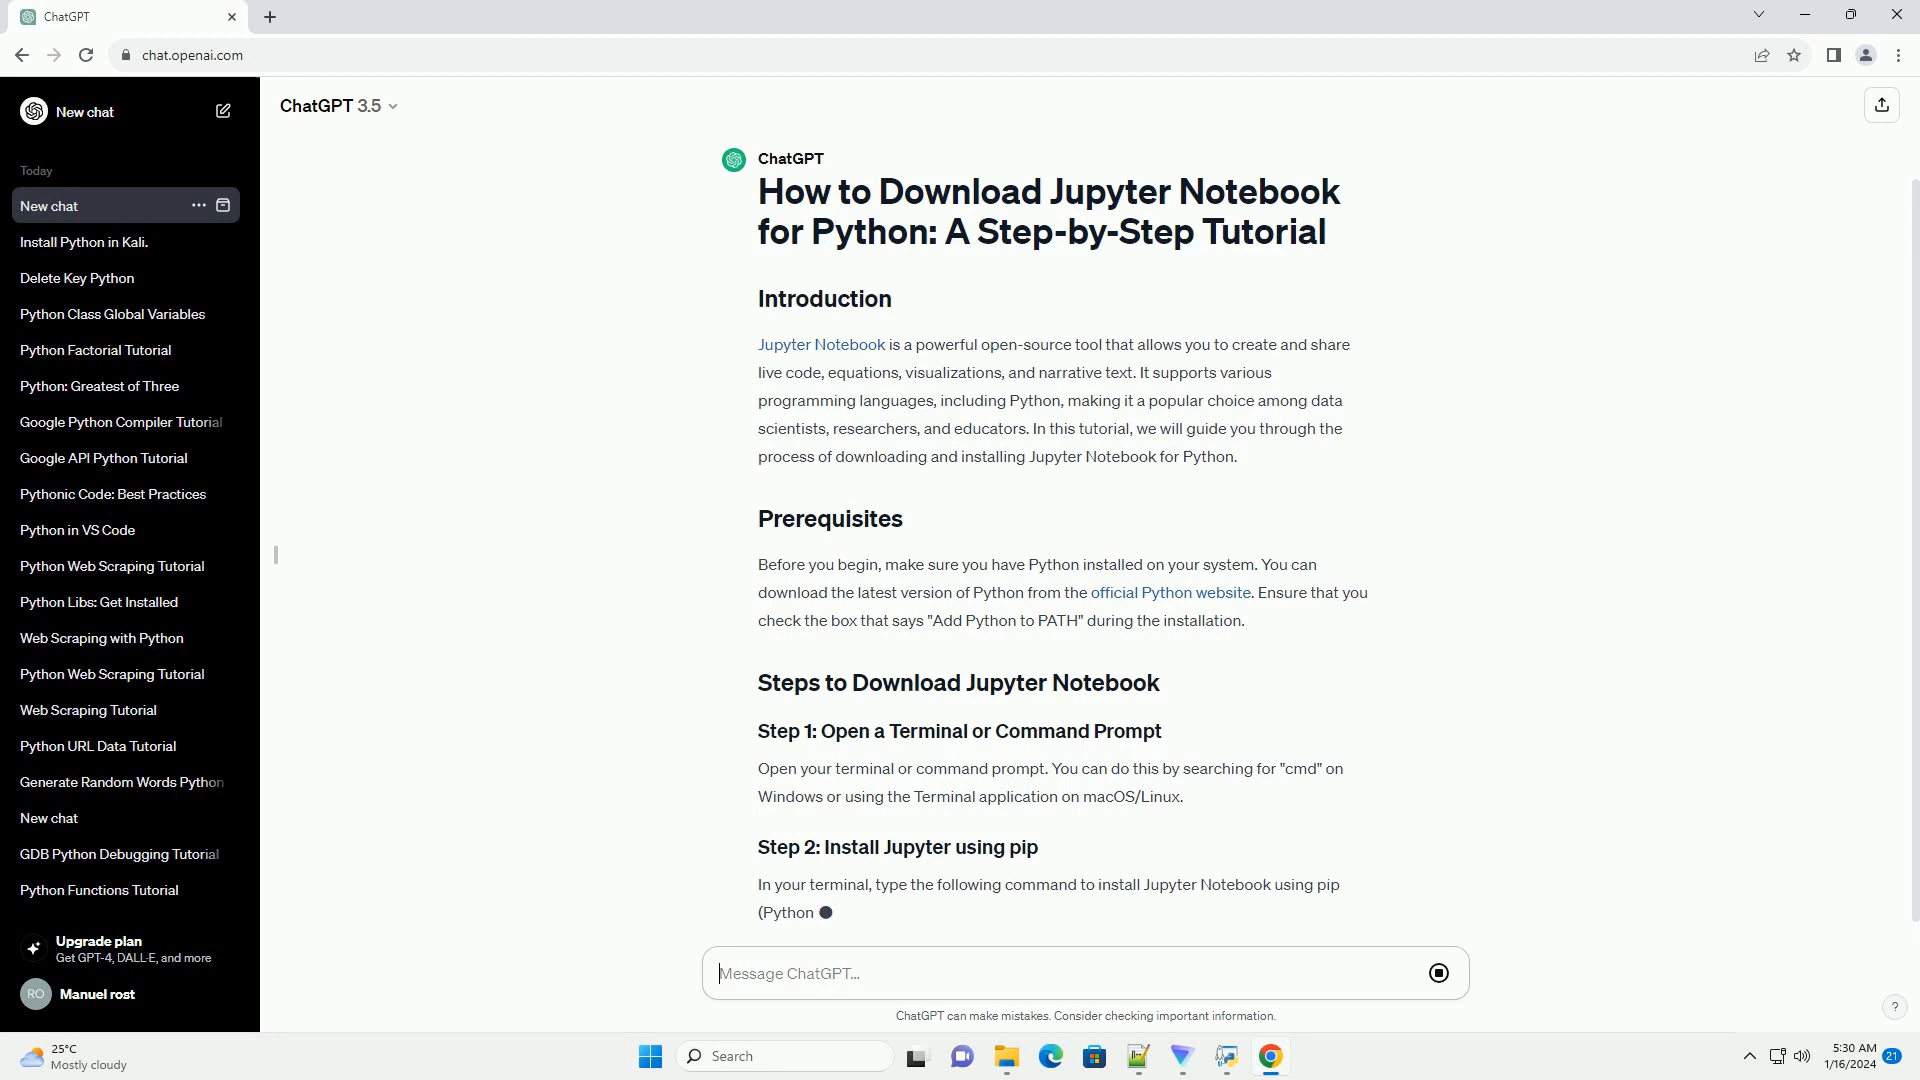 ChatGPT
chat.openai.com
New chat
Today
New chat
Install Python in Kali.
Delete Key Python
Python Class Global Variables
Python Factorial Tutorial
Python: Greatest of Three
Google Python Compiler Tutorial
Google API Python Tutorial
Pythonic Code: Best Practices
Python in VS Code
Python Web Scraping Tutorial
Python Libs: Get Installed
Web Scraping with Python
Python Web Scraping Tutorial
Web Scraping Tutorial
Python URL Data Tutorial
Generate Random Words Python
New chat
GDB Python Debugging Tutorial
Python Functions Tutorial
Upgrade plan
Get GPT-4, DALL·E, and more
RO
Manuel rost
ChatGPT 3.5
ChatGPT
How to Download Jupyter Notebook
for Python: A Step-by-Step Tutorial
Introduction
Jupyter Notebook is a powerful open-source tool that allows you to create and share
live code, equations, visualizations, and narrative text. It supports various
programming languages, including Python, making it a popular choice among data
scientists, researchers, and educators. In this tutorial, we will guide you through the
process of downloading and installing Jupyter Notebook for Python.
Prerequisites
Before you begin, make sure you have Python installed on your system. You can
download the latest version of Python from the official Python website. Ensure that you
check the box that says "Add Python to PATH" during the installation.
Steps to Download Jupyter Notebook
Step 1: Open a Terminal or Command Prompt
Open your terminal or command prompt. You can do this by searching for "cmd" on
Windows or using the Terminal application on macOS/Linux.
Step 2: Install Jupyter using pip
In your terminal, type the following command to install Jupyter Notebook using pip
(Python
Message ChatGPT...
ChatGPT can make mistakes. Consider checking important information.
?
25°C
Mostly cloudy
Search
5:30 AM
1/16/2024
21